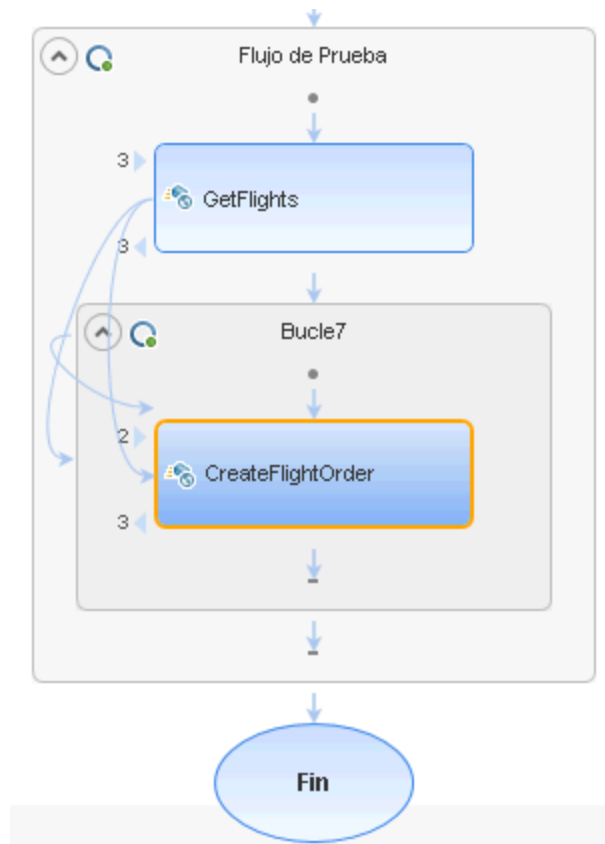 Flujo de Prueba
3
GetFlights
3
Bucle7
2
CreateFlightOrder
3
Fin